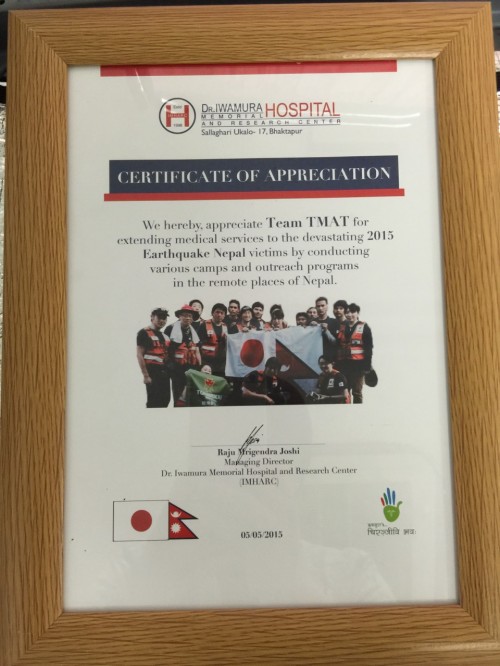 DR.IWAMURA HOSPITAL
MEMORIAL
AND RESEARCH CENTER
Sallaghari Ukalo- 17, Bhaktapur
CERTIFICATE OF APPRECIATION
We hereby, appreciate Team TMAT for
extending medical services to the devastating 2015
Earthquake Nepal victims by conducting
various camps and outreach programs
in the remote places of Nepal.
Raju Mrigendra Joshi
Managing Director
Dr. Iwamura Memorial Hospital and Research Center
[IMHARC]
05/05/2015
चिरञ्जीवि भवः